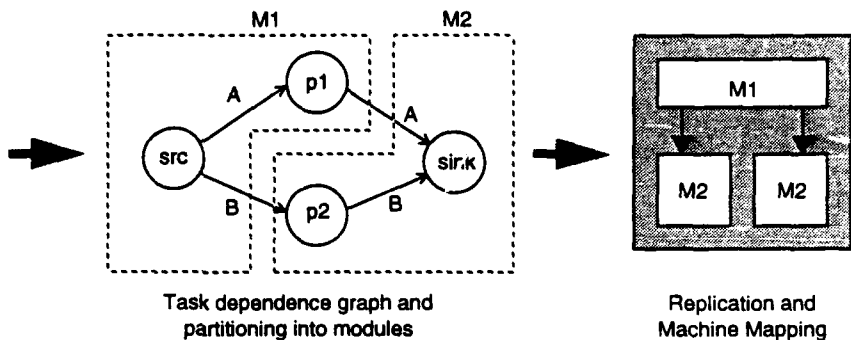 M1
M2
p1
A
A
src
sink
B
p2
B
Task dependence graph and
partitioning into modules
M1
M2
M2
Replication and
Machine Mapping